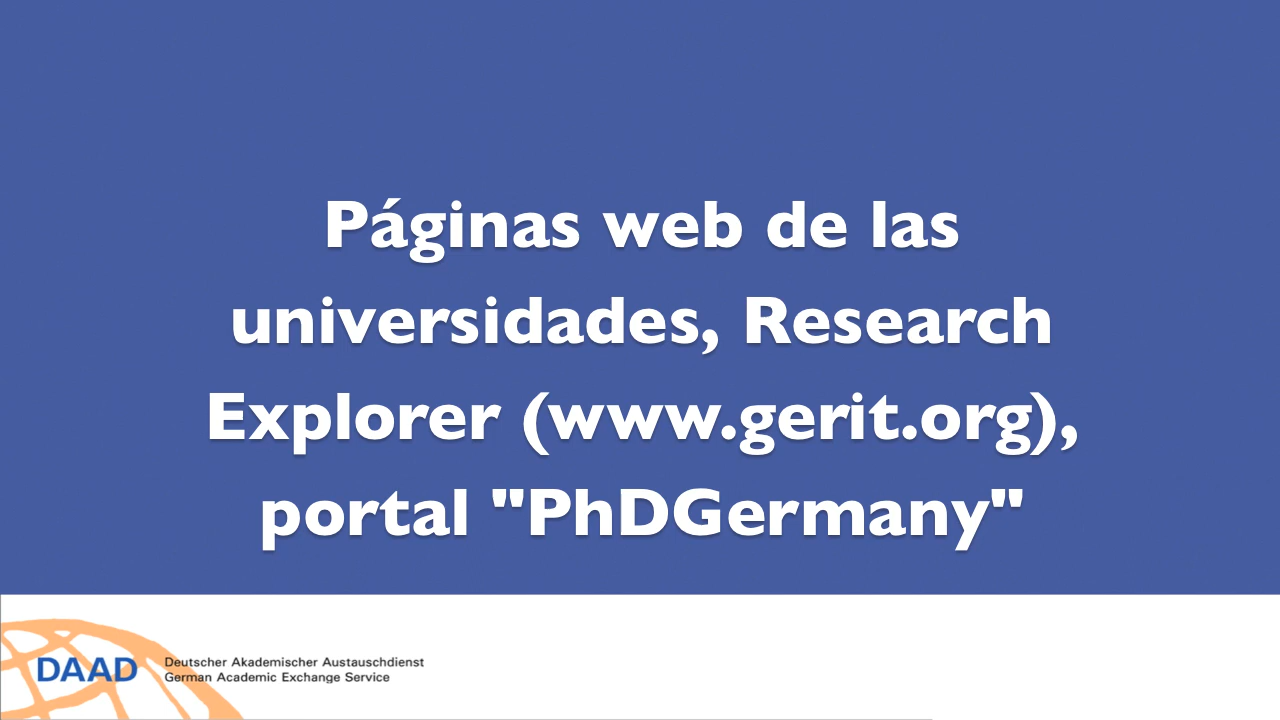 Páginas web de las
universidades, Research
Explorer (www.gerit.org),
portal "PhDGermany"
DAAD
Deutscher Akademischer Austauschdienst
German Academic Exchange Service